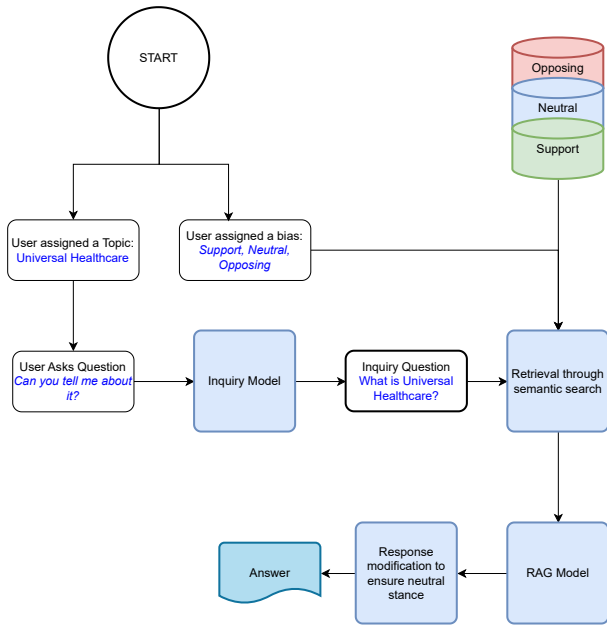 START
Opposing
Neutral
Support
User assigned a Topic:
Universal Healthcare
User assigned a bias:
Support, Neutral,
Opposing
User Asks Question
Can you tell me about
it?
Inquiry Model
Inquiry Question
What is Universal
Healthcare?
Retrieval through
semantic search
Answer
Response
modification to
ensure neutral
stance
RAG Model